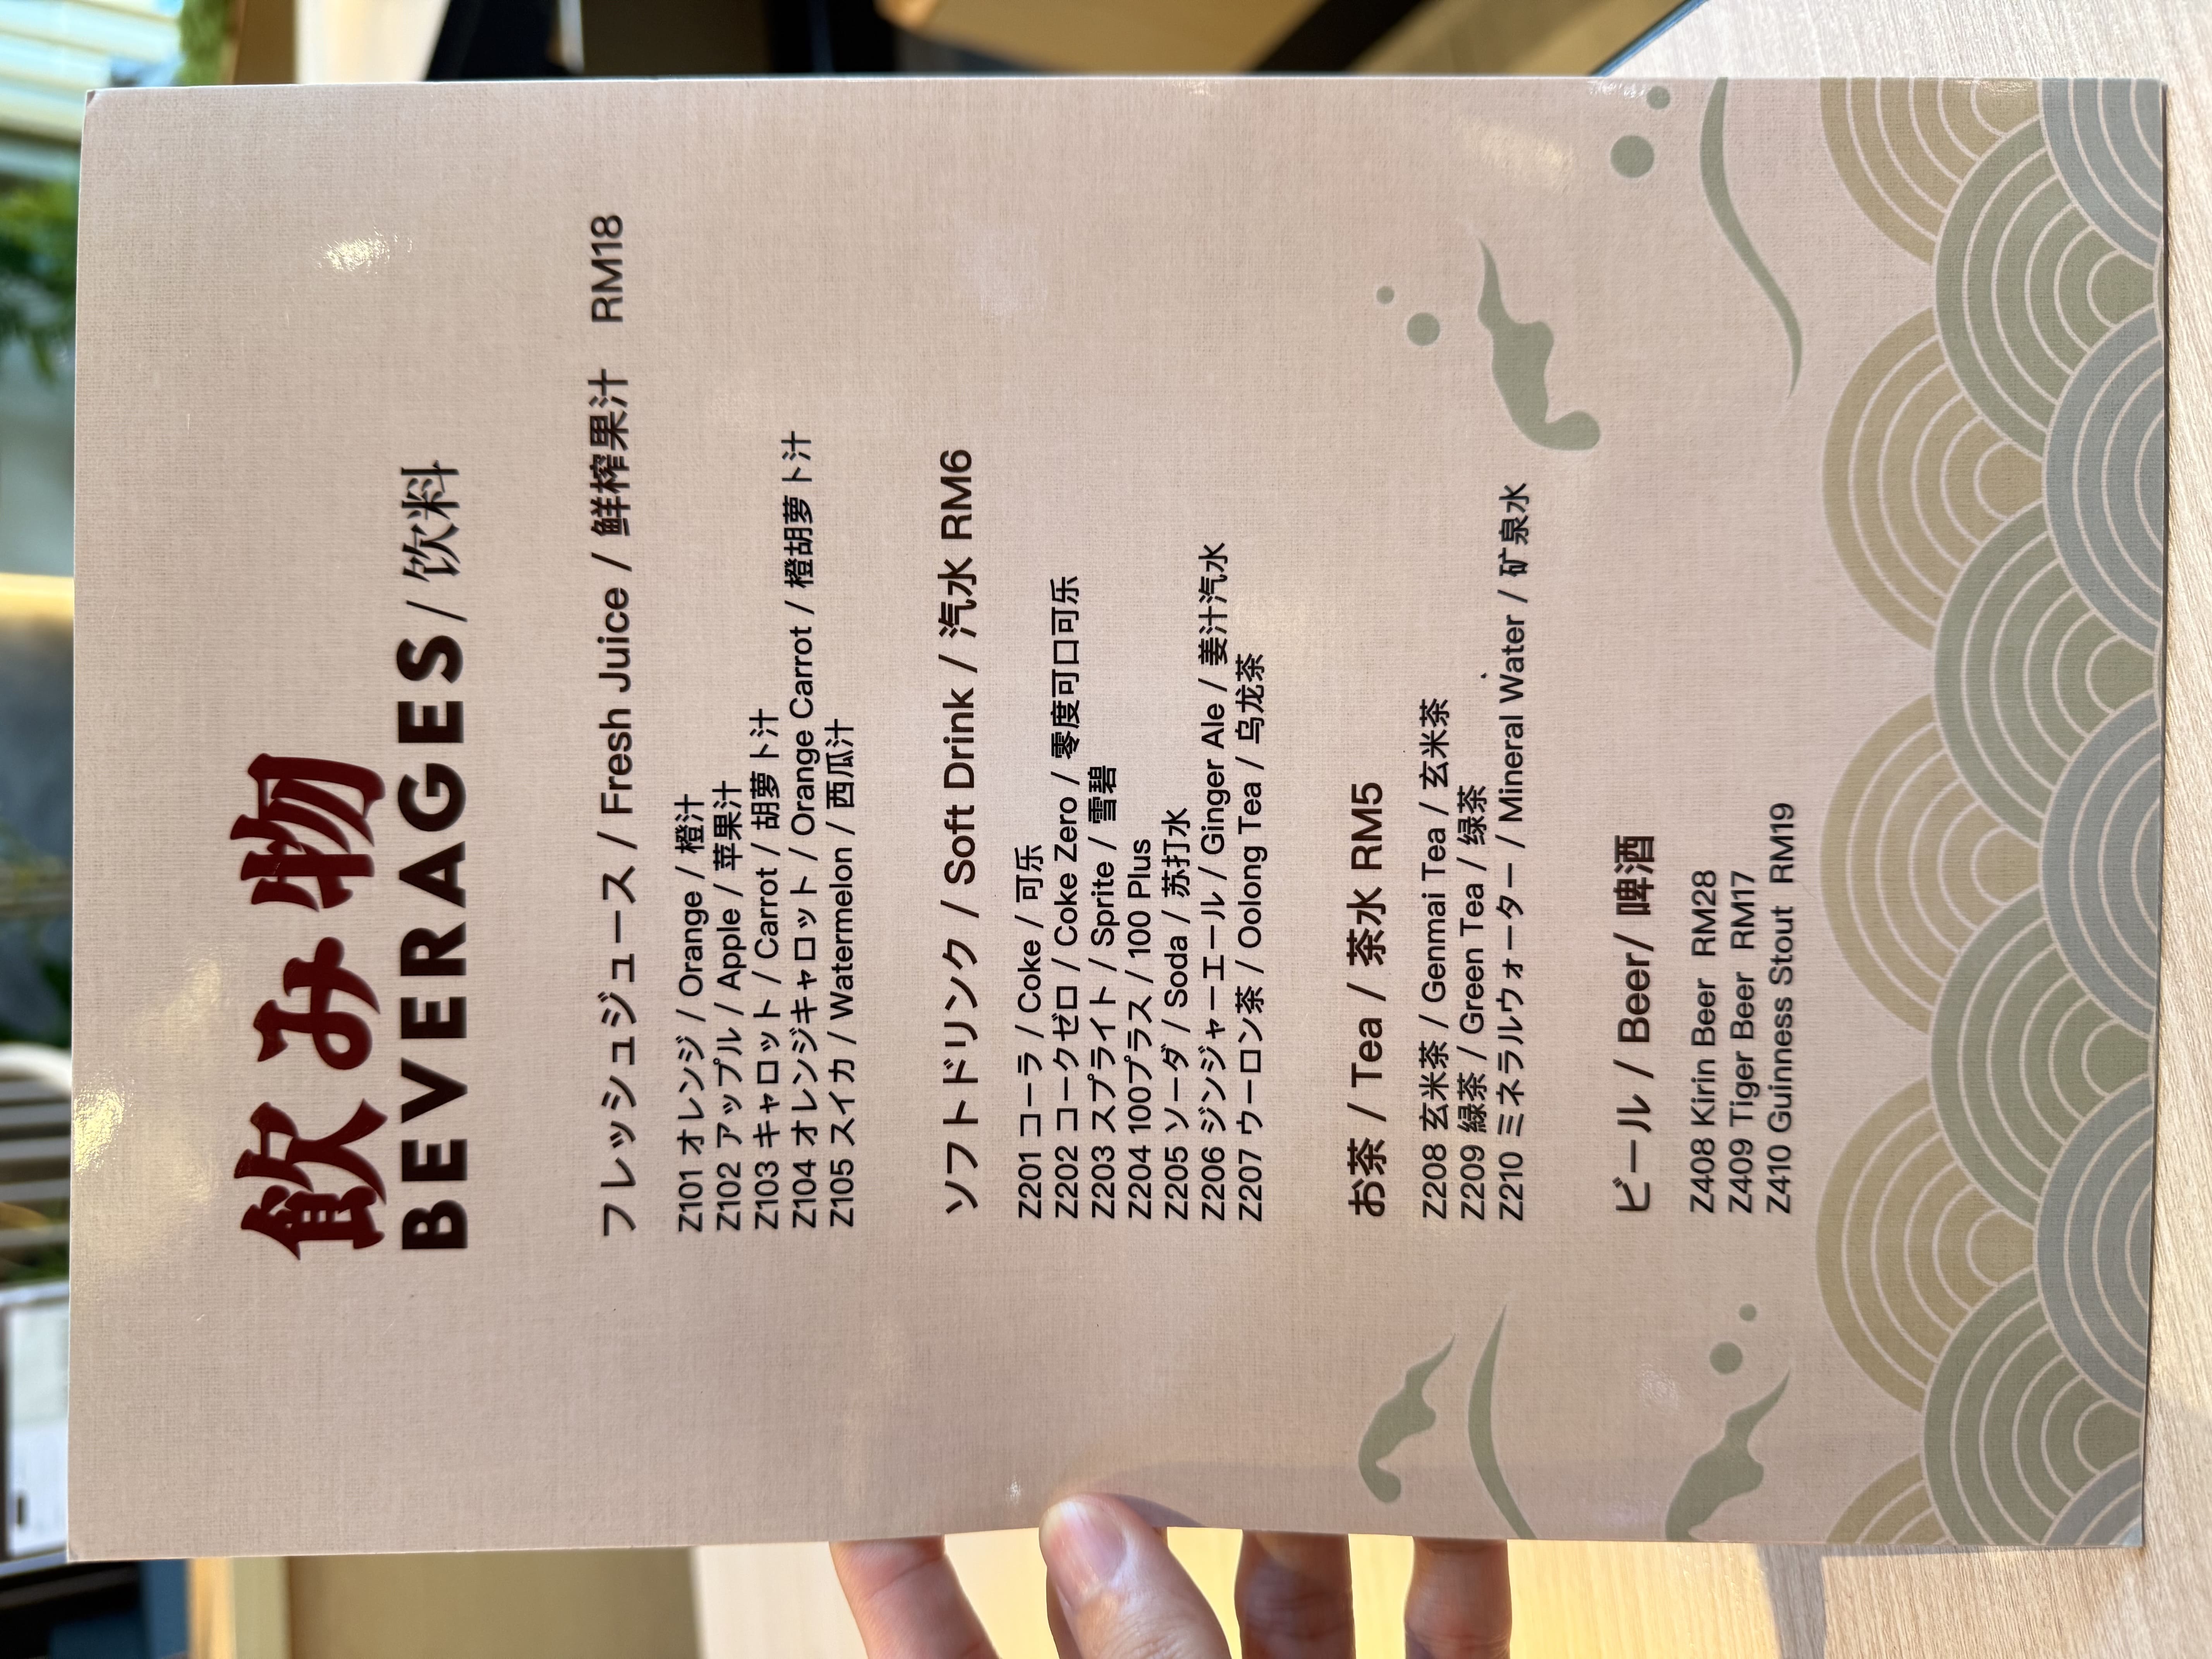 飲み物
BEVERAGES / 饮料
フレッシュジュース / Fresh Juice / 鲜榨果汁 RM18
Z101 オレンジ / Orange / 橙汁
Z102 アップル / Apple / 苹果汁
Z103 キャロット / Carrot / 胡萝卜汁
Z104 オレンジキャロット / Orange Carrot / 橙胡萝卜汁
Z105 スイカ / Watermelon / 西瓜汁
ソフトドリンク / Soft Drink / 汽水 RM6
Z201 コーラ / Coke / 可乐
Z202 コークゼロ / Coke Zero / 零度可口可乐
Z203 スプライト / Sprite / 雪碧
Z204 100プラス / 100 Plus
Z205 ソーダ / Soda / 苏打水
Z206 ジンジャーエール / Ginger Ale / 姜汁汽水
Z207 ウーロン茶 / Oolong Tea / 乌龙茶
お茶 / Tea / 茶水 RM5
Z208 玄米茶 / Genmai Tea / 玄米茶
Z209 緑茶 / Green Tea / 绿茶
Z210 ミネラルウォーター / Mineral Water / 矿泉水
ビール / Beer/ 啤酒
Z408 Kirin Beer RM28
Z409 Tiger Beer RM17
Z410 Guinness Stout RM19